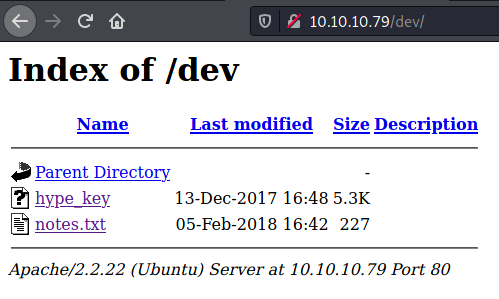 10.10.10.79/dev/
Index of /dev
Name Last modified Size Description
Parent Directory -
hype_key 13-Dec-2017 16:48 5.3K
notes.txt 05-Feb-2018 16:42 227
Apache/2.2.22 (Ubuntu) Server at 10.10.10.79 Port 80